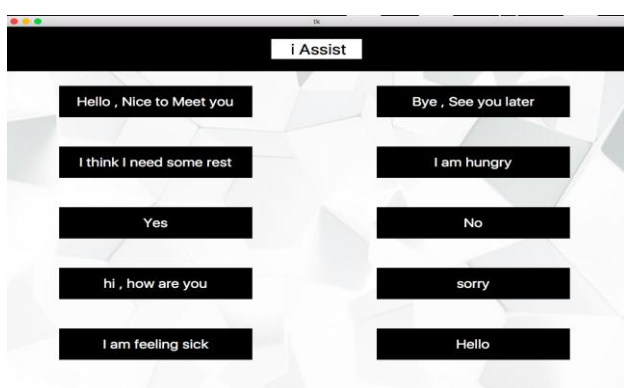 tk
i Assist
Hello , Nice to Meet you
Bye , See you later
I think I need some rest
I am hungry
Yes
No
hi , how are you
sorry
I am feeling sick
Hello